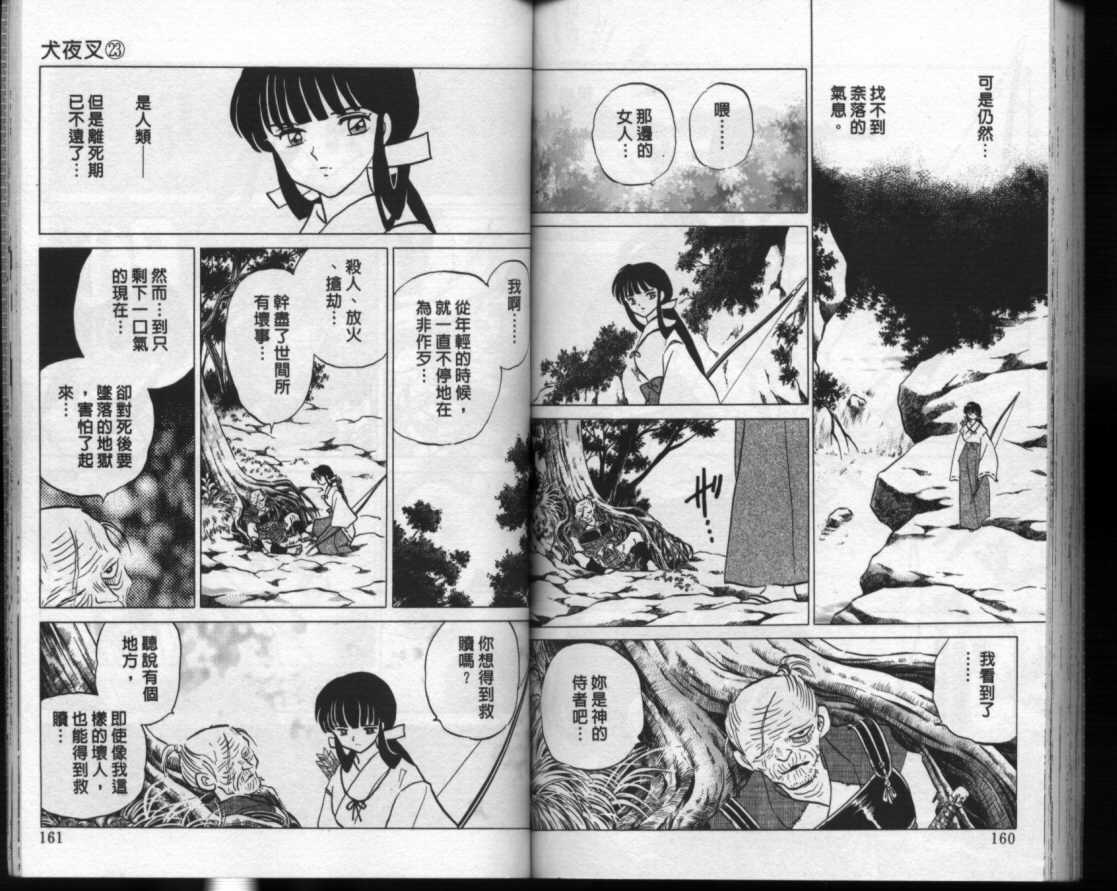 可是仍然…
找不到
奈落的
氣息。
喂……
那邊的
女人…
ザッ…
我看到了
……
妳是神的
侍者吧…
160
犬夜叉㉓
是人類──
但是離死期
已不遠了…
我啊……
從年輕的時候，
就一直不停地在
為非作歹…
殺人、放火
、搶劫…
幹盡了世間所
有壞事…
然而…到只
剩下一口氣
的現在…
卻對死後要
墜落的地獄
，害怕了起
來…
你想得到救
贖嗎？
聽說有個
地方，
即使像我這
樣的壞人，
也能得到救
贖…
161